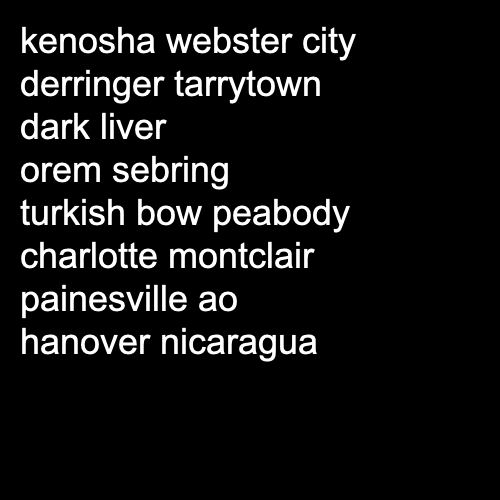 kenosha webster city
derringer tarrytown
dark liver
orem sebring
turkish bow peabody
charlotte montclair
painesville ao
hanover nicaragua